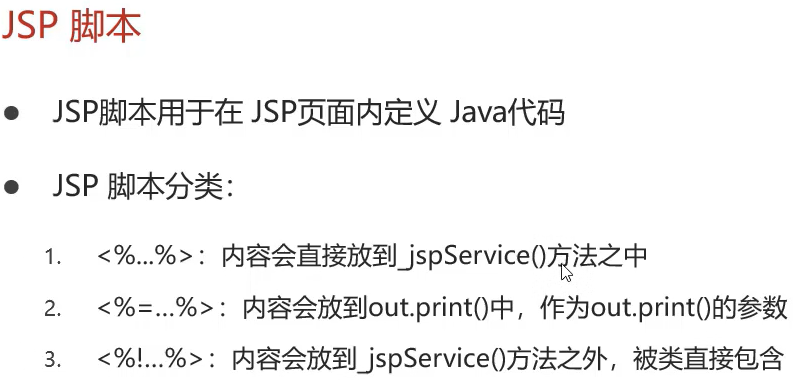 JSP 脚本
● JSP脚本用于在 JSP页面内定义 Java代码
● JSP 脚本分类：
1. <%...%>：内容会直接放到_jspService()方法之中
2. <%=…%>：内容会放到out.print()中，作为out.print()的参数
3. <%!…%>：内容会放到_jspService()方法之外，被类直接包含